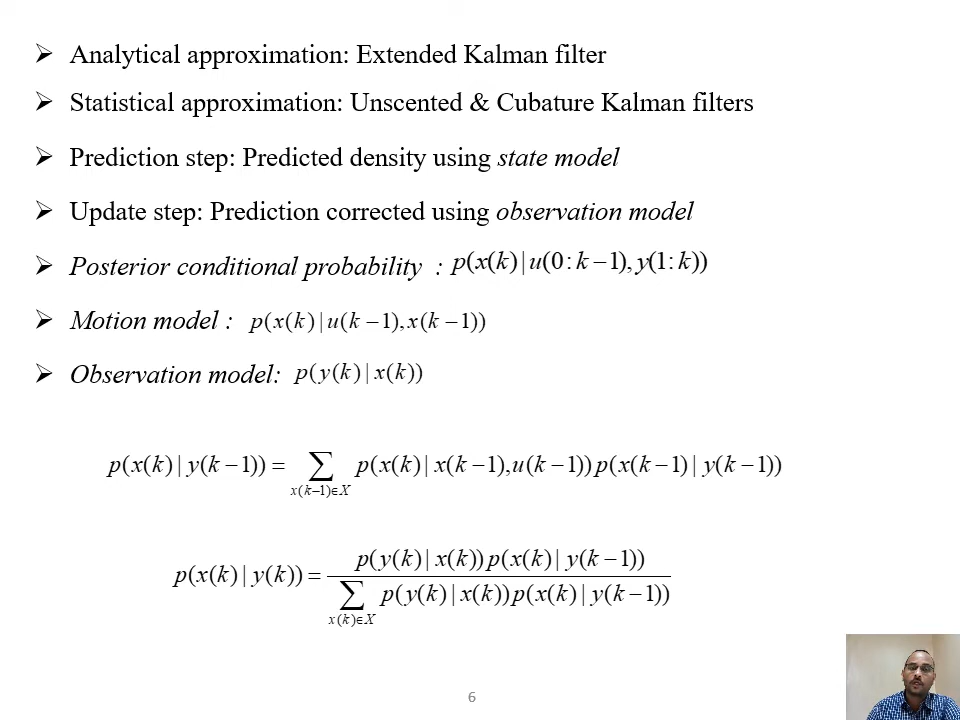 ➢ Analytical approximation: Extended Kalman filter
➢ Statistical approximation: Unscented & Cubature Kalman filters
➢ Prediction step: Predicted density using state model
➢ Update step: Prediction corrected using observation model
➢ Posterior conditional probability : p(x(k) | u(0 : k − 1), y(1 : k))
➢ Motion model : p(x(k) | u(k − 1), x(k − 1))
➢ Observation model: p(y(k) | x(k))
p(x(k) | y(k − 1)) = ∑ p(x(k) | x(k − 1), u(k − 1)) p(x(k − 1) | y(k − 1))
x(k−1)∈X
p(y(k) | x(k)) p(x(k) | y(k − 1))
p(x(k) | y(k)) =
∑ p(y(k) | x(k)) p(x(k) | y(k − 1))
x(k)∈X
6